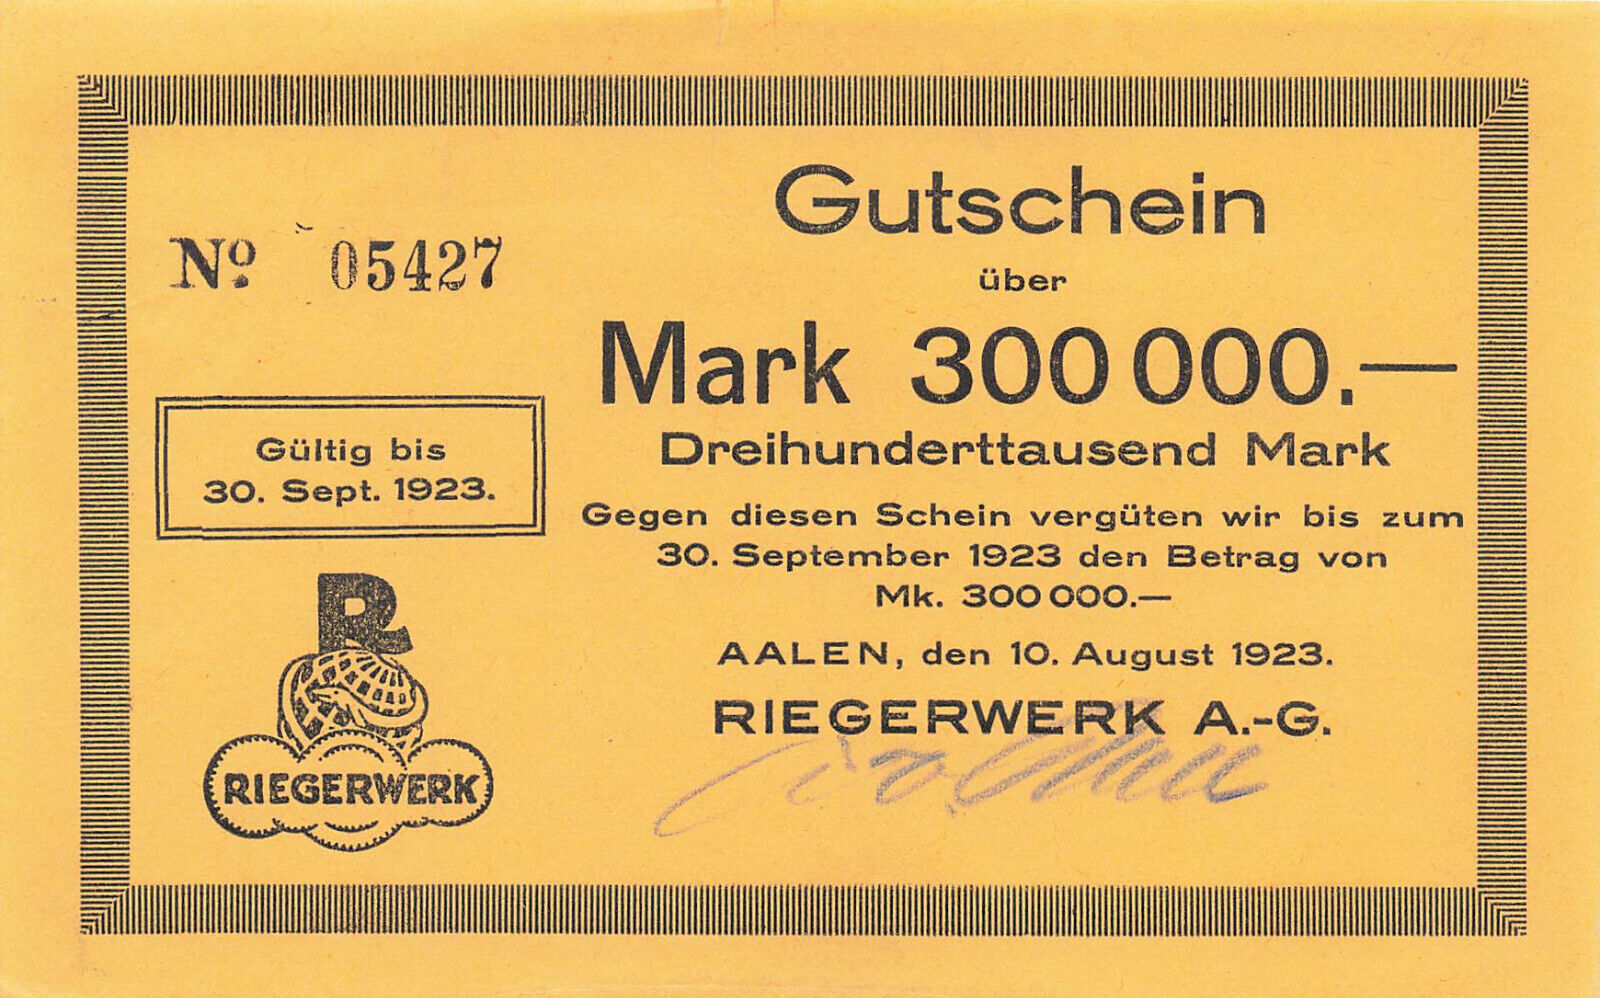 Nº. 05427
Gültig bis
30. Sept. 1923.
R
RIEGERWERK
Gutschein
über
Mark 300 000.—
Dreihunderttausend Mark
Gegen diesen Schein vergüten wir bis zum
30. September 1923 den Betrag von
Mk. 300 000.—
AALEN, den 10. August 1923.
RIEGERWERK A.-G.